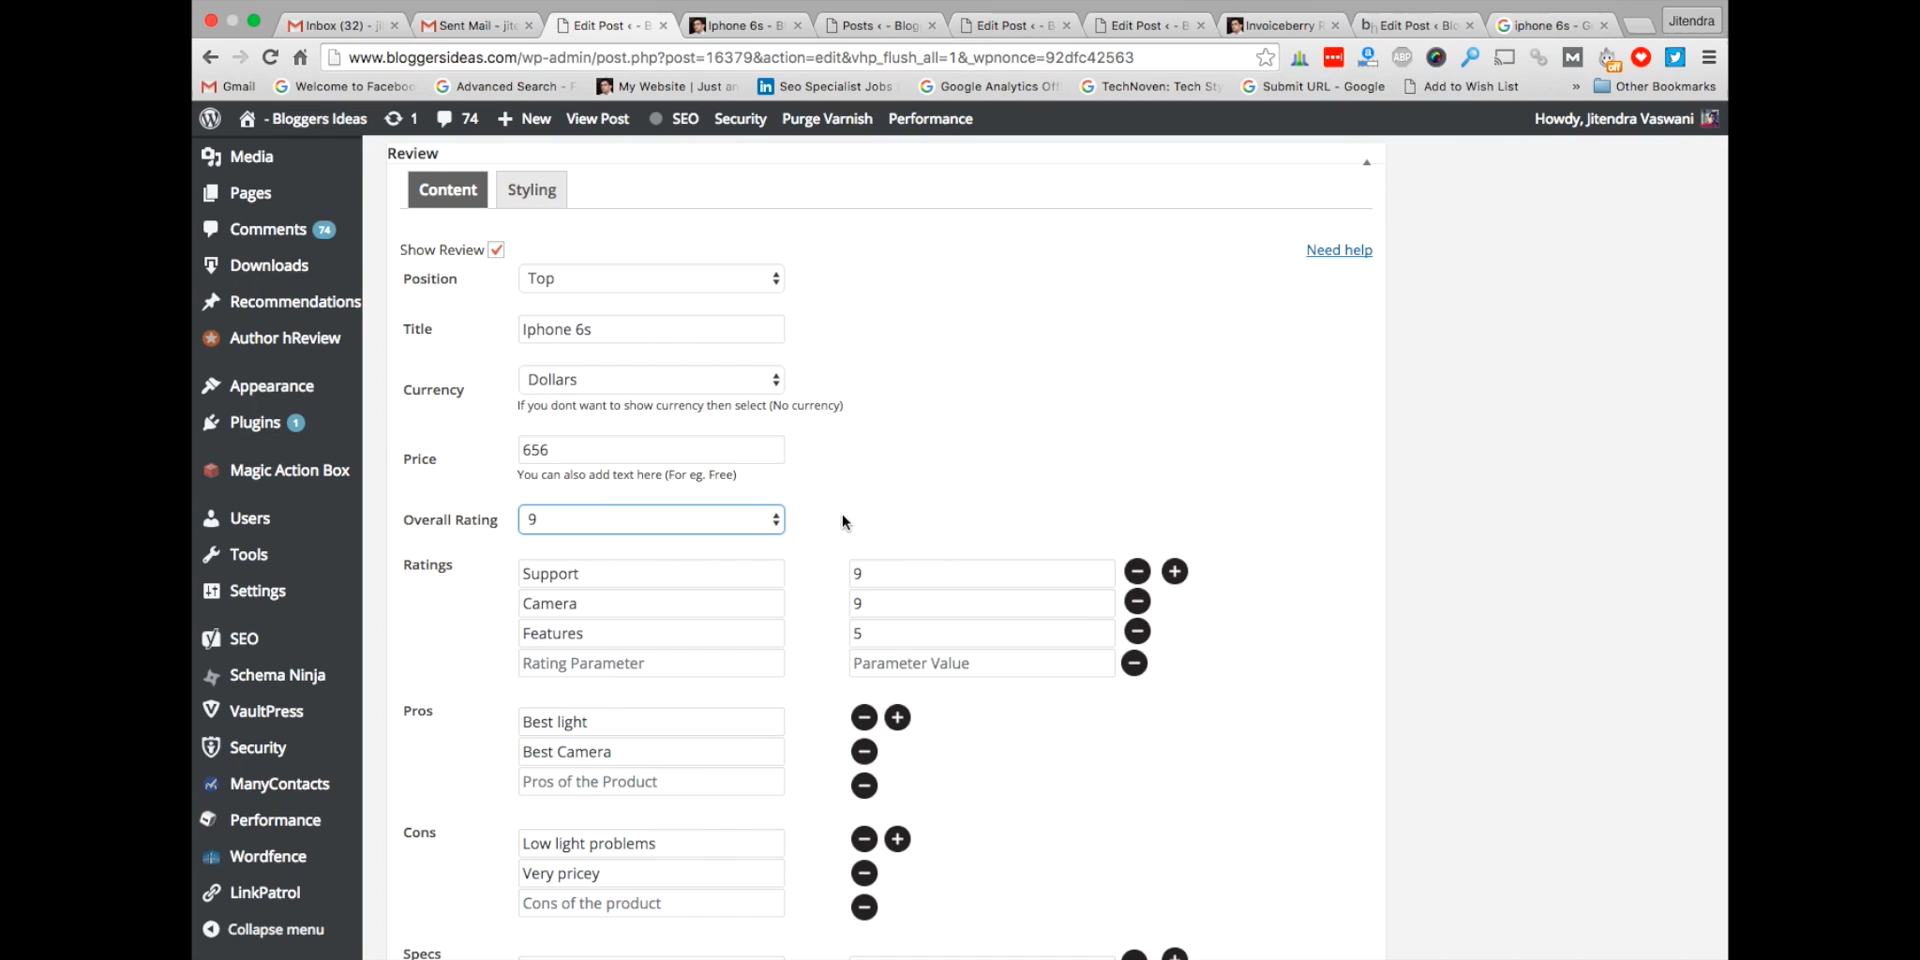 Inbox (32) - ji
Sent Mail - jite
Edit Post ‹ - B
Iphone 6s - Bl
Posts ‹ - Blogg
Edit Post ‹ - B
Edit Post ‹ - B
Invoiceberry R
Edit Post ‹ Blo
iphone 6s - G
Jitendra
www.bloggersideas.com/wp-admin/post.php?post=16379&action=edit&vhp_flush_all=1&_wpnonce=92dfc42563
Gmail
Welcome to Faceboo
Advanced Search - F
My Website | Just an
Seo Specialist Jobs
Google Analytics Off
TechNoven: Tech St
Submit URL - Google
Add to Wish List
»
Other Bookmarks
- Bloggers Ideas
1
74
New
View Post
SEO
Security
Purge Varnish
Performance
Howdy, Jitendra Vaswani
Media
Pages
Comments 74
Downloads
Recommendations
Author hReview
Appearance
Plugins 1
Magic Action Box
Users
Tools
Settings
SEO
Schema Ninja
VaultPress
Security
ManyContacts
Performance
Wordfence
LinkPatrol
Collapse menu
Review
Content
Styling
Show Review
Need help
Position
Top
Title
Iphone 6s
Currency
Dollars
If you dont want to show currency then select (No currency)
Price
656
You can also add text here (For eg. Free)
Overall Rating
9
Ratings
Support
9
Camera
9
Features
5
Rating Parameter
Parameter Value
Pros
Best light
Best Camera
Pros of the Product
Cons
Low light problems
Very pricey
Cons of the product
Specs